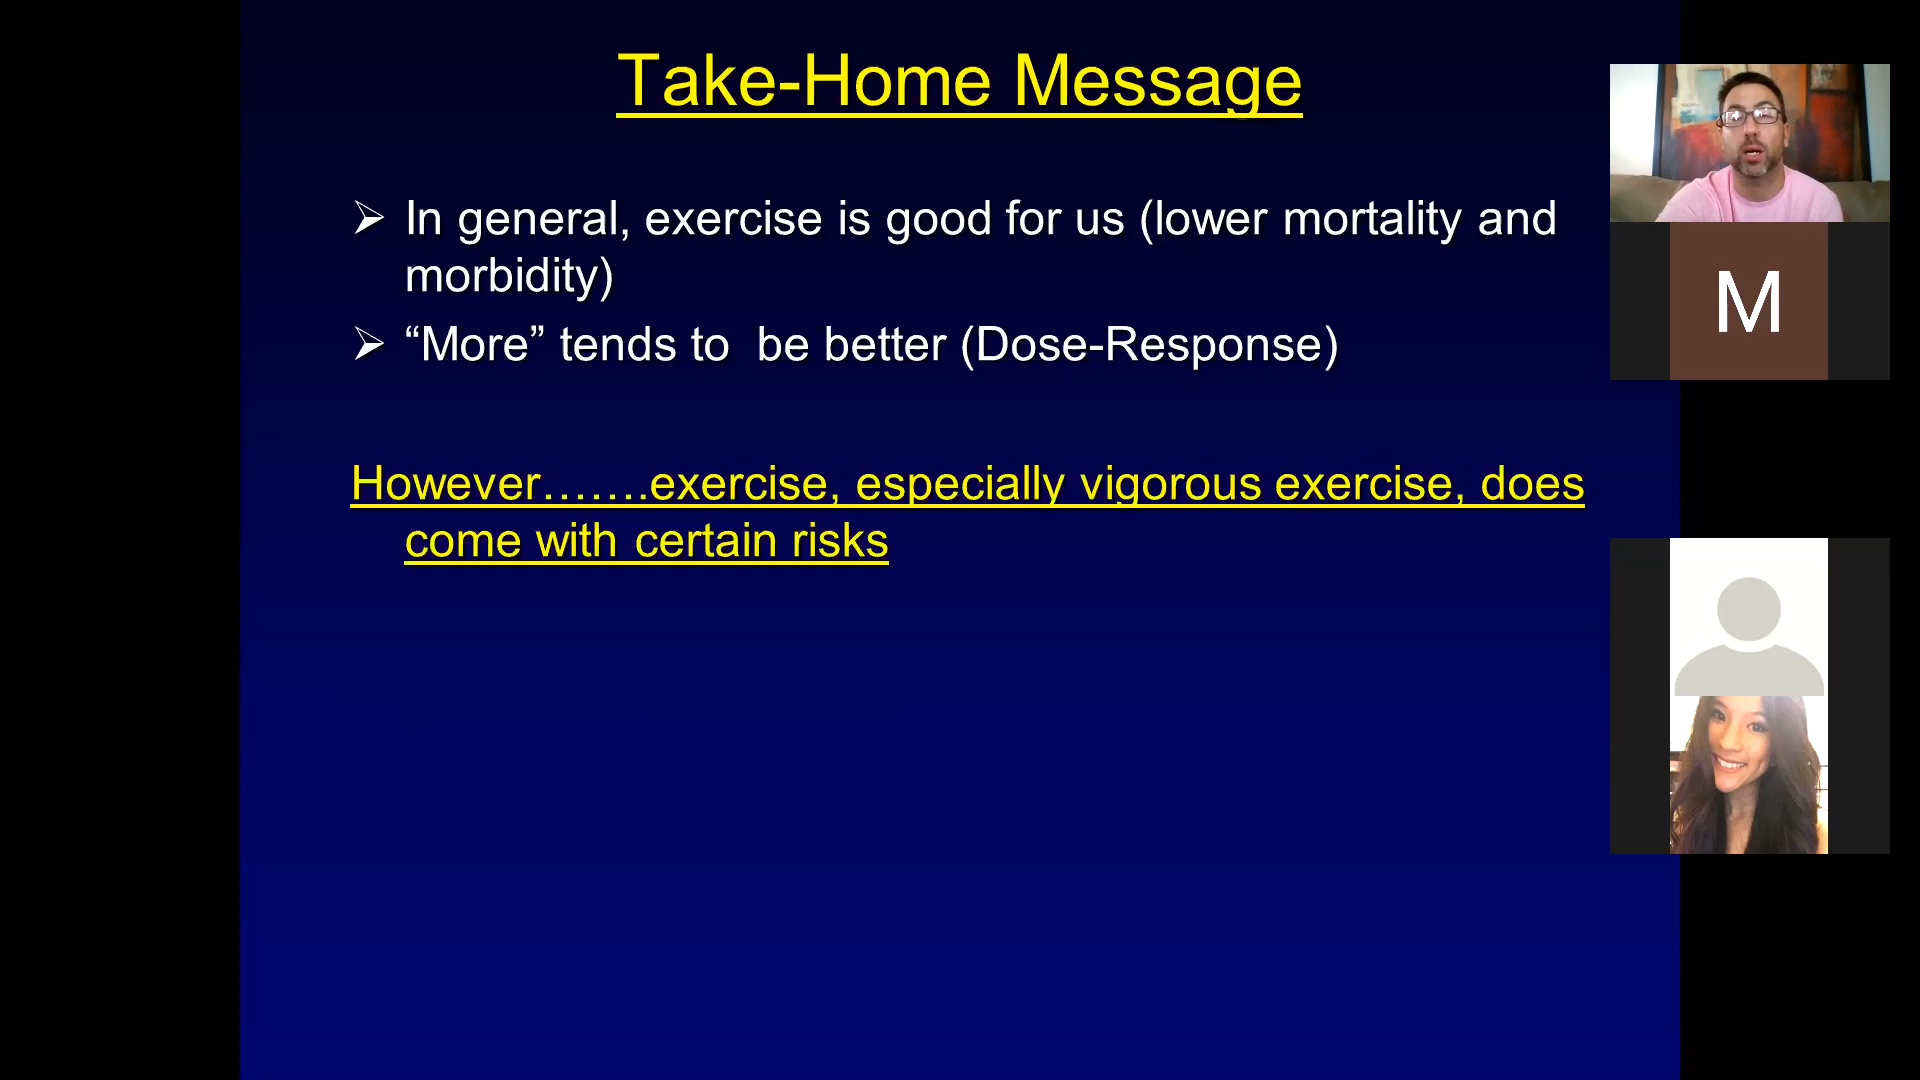 Take-Home Message
➢ In general, exercise is good for us (lower mortality and
morbidity)
➢ “More” tends to  be better (Dose-Response)
However…….exercise, especially vigorous exercise, does
come with certain risks
M